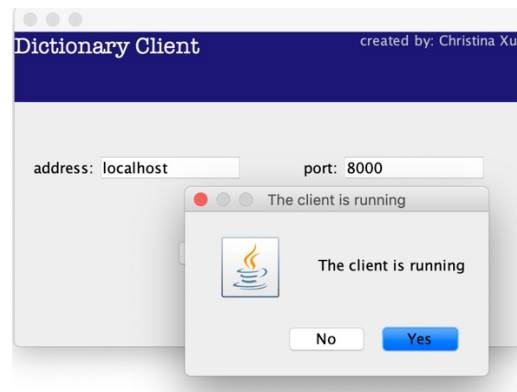 Dictionary Client
created by: Christina Xu
address: localhost
port: 8000
The client is running
The client is running
No
Yes